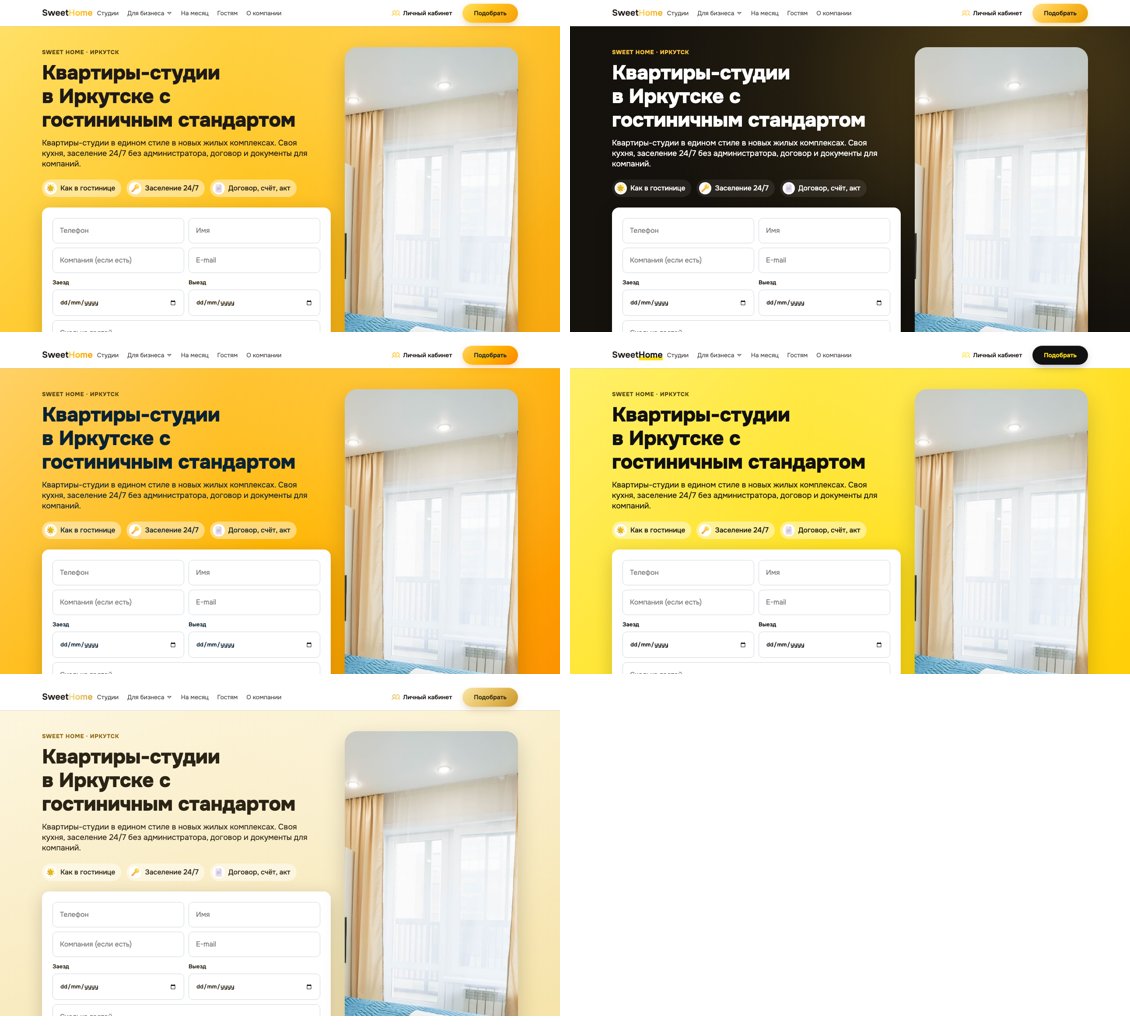 SweetHome Студии Для бизнеса На месяц Гостям О компании Личный кабинет Подобрать
SWEET HOME · ИРКУТСК
Квартиры-студии
в Иркутске с
гостиничным стандартом
Квартиры-студии в едином стиле в новых жилых комплексах. Своя
кухня, заселение 24/7 без администратора, договор и документы для
компаний.
Как в гостинице Заселение 24/7 Договор, счёт, акт
Телефон Имя
Компания (если есть) E-mail
Заезд Выезд
dd/mm/yyyy dd/mm/yyyy
SweetHome Студии Для бизнеса На месяц Гостям О компании Личный кабинет Подобрать
SWEET HOME · ИРКУТСК
Квартиры-студии
в Иркутске с
гостиничным стандартом
Квартиры-студии в едином стиле в новых жилых комплексах. Своя
кухня, заселение 24/7 без администратора, договор и документы для
компаний.
Как в гостинице Заселение 24/7 Договор, счёт, акт
Телефон Имя
Компания (если есть) E-mail
Заезд Выезд
dd/mm/yyyy dd/mm/yyyy
SweetHome Студии Для бизнеса На месяц Гостям О компании Личный кабинет Подобрать
SWEET HOME · ИРКУТСК
Квартиры-студии
в Иркутске с
гостиничным стандартом
Квартиры-студии в едином стиле в новых жилых комплексах. Своя
кухня, заселение 24/7 без администратора, договор и документы для
компаний.
Как в гостинице Заселение 24/7 Договор, счёт, акт
Телефон Имя
Компания (если есть) E-mail
Заезд Выезд
dd/mm/yyyy dd/mm/yyyy
SweetHome Студии Для бизнеса На месяц Гостям О компании Личный кабинет Подобрать
SWEET HOME · ИРКУТСК
Квартиры-студии
в Иркутске с
гостиничным стандартом
Квартиры-студии в едином стиле в новых жилых комплексах. Своя
кухня, заселение 24/7 без администратора, договор и документы для
компаний.
Как в гостинице Заселение 24/7 Договор, счёт, акт
Телефон Имя
Компания (если есть) E-mail
Заезд Выезд
dd/mm/yyyy dd/mm/yyyy
SweetHome Студии Для бизнеса На месяц Гостям О компании Личный кабинет Подобрать
SWEET HOME · ИРКУТСК
Квартиры-студии
в Иркутске с
гостиничным стандартом
Квартиры-студии в едином стиле в новых жилых комплексах. Своя
кухня, заселение 24/7 без администратора, договор и документы для
компаний.
Как в гостинице Заселение 24/7 Договор, счёт, акт
Телефон Имя
Компания (если есть) E-mail
Заезд Выезд
dd/mm/yyyy dd/mm/yyyy